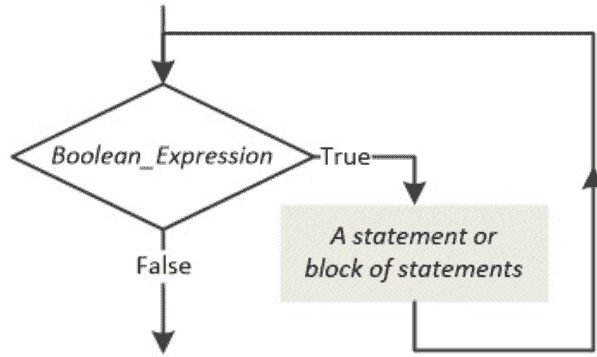 Boolean_Expression
True
A statement or
block of statements
False